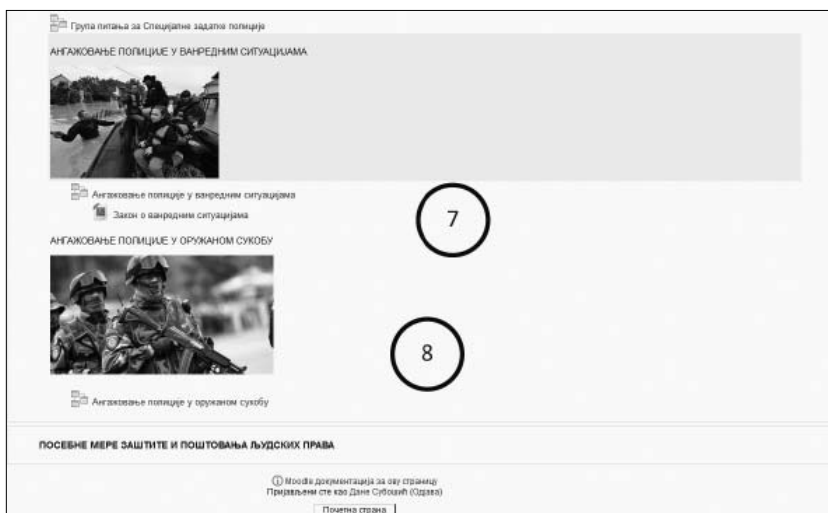 Група питања за Специјалне задатке полиције
АНГАЖОВАЊЕ ПОЛИЦИЈЕ У ВАНРЕДНИМ СИТУАЦИЈАМА
Ангажовање полиције у ванредним ситуацијама
7
Закон о ванредним ситуацијама
АНГАЖОВАЊЕ ПОЛИЦИЈЕ У ОРУЖАНОМ СУКОБУ
8
Ангажовање полиције у оружаном сукобу
ПОСЕБНЕ МЕРЕ ЗАШТИТЕ И ПОШТОВАЊА ЉУДСКИХ ПРАВА
Moodle документација за ову страницу
Пријављени сте као Дане Субошић (Одјава)
Почетна страна